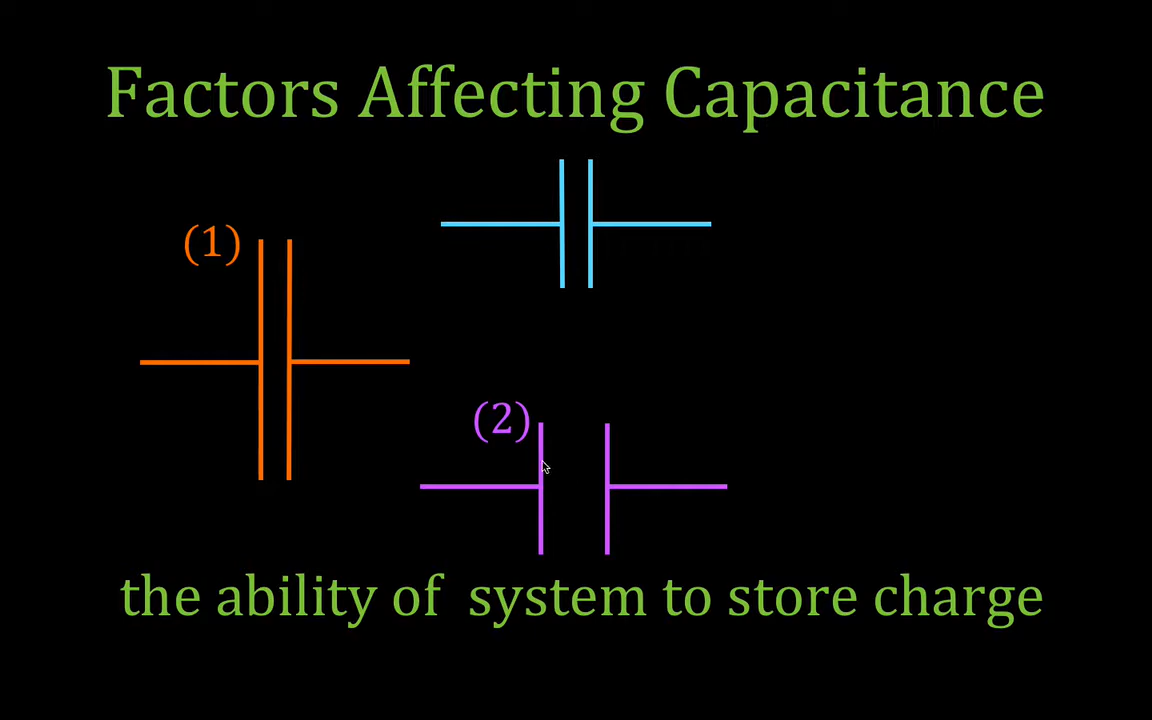 Factors Affecting Capacitance
(1)
(2)
the ability of system to store charge